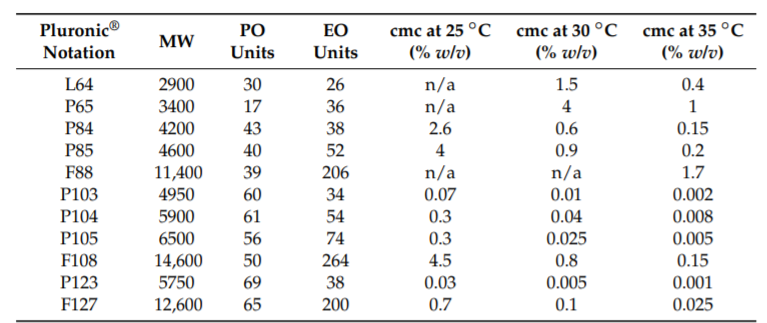 Pluronic® Notation MW PO Units EO Units cmc at 25 °C (% w/v) cmc at 30 °C (% w/v) cmc at 35 °C (% w/v)
L64 2900 30 26 n/a 1.5 0.4
P65 3400 17 36 n/a 4 1
P84 4200 43 38 2.6 0.6 0.15
P85 4600 40 52 4 0.9 0.2
F88 11,400 39 206 n/a n/a 1.7
P103 4950 60 34 0.07 0.01 0.002
P104 5900 61 54 0.3 0.04 0.008
P105 6500 56 74 0.3 0.025 0.005
F108 14,600 50 264 4.5 0.8 0.15
P123 5750 69 38 0.03 0.005 0.001
F127 12,600 65 200 0.7 0.1 0.025